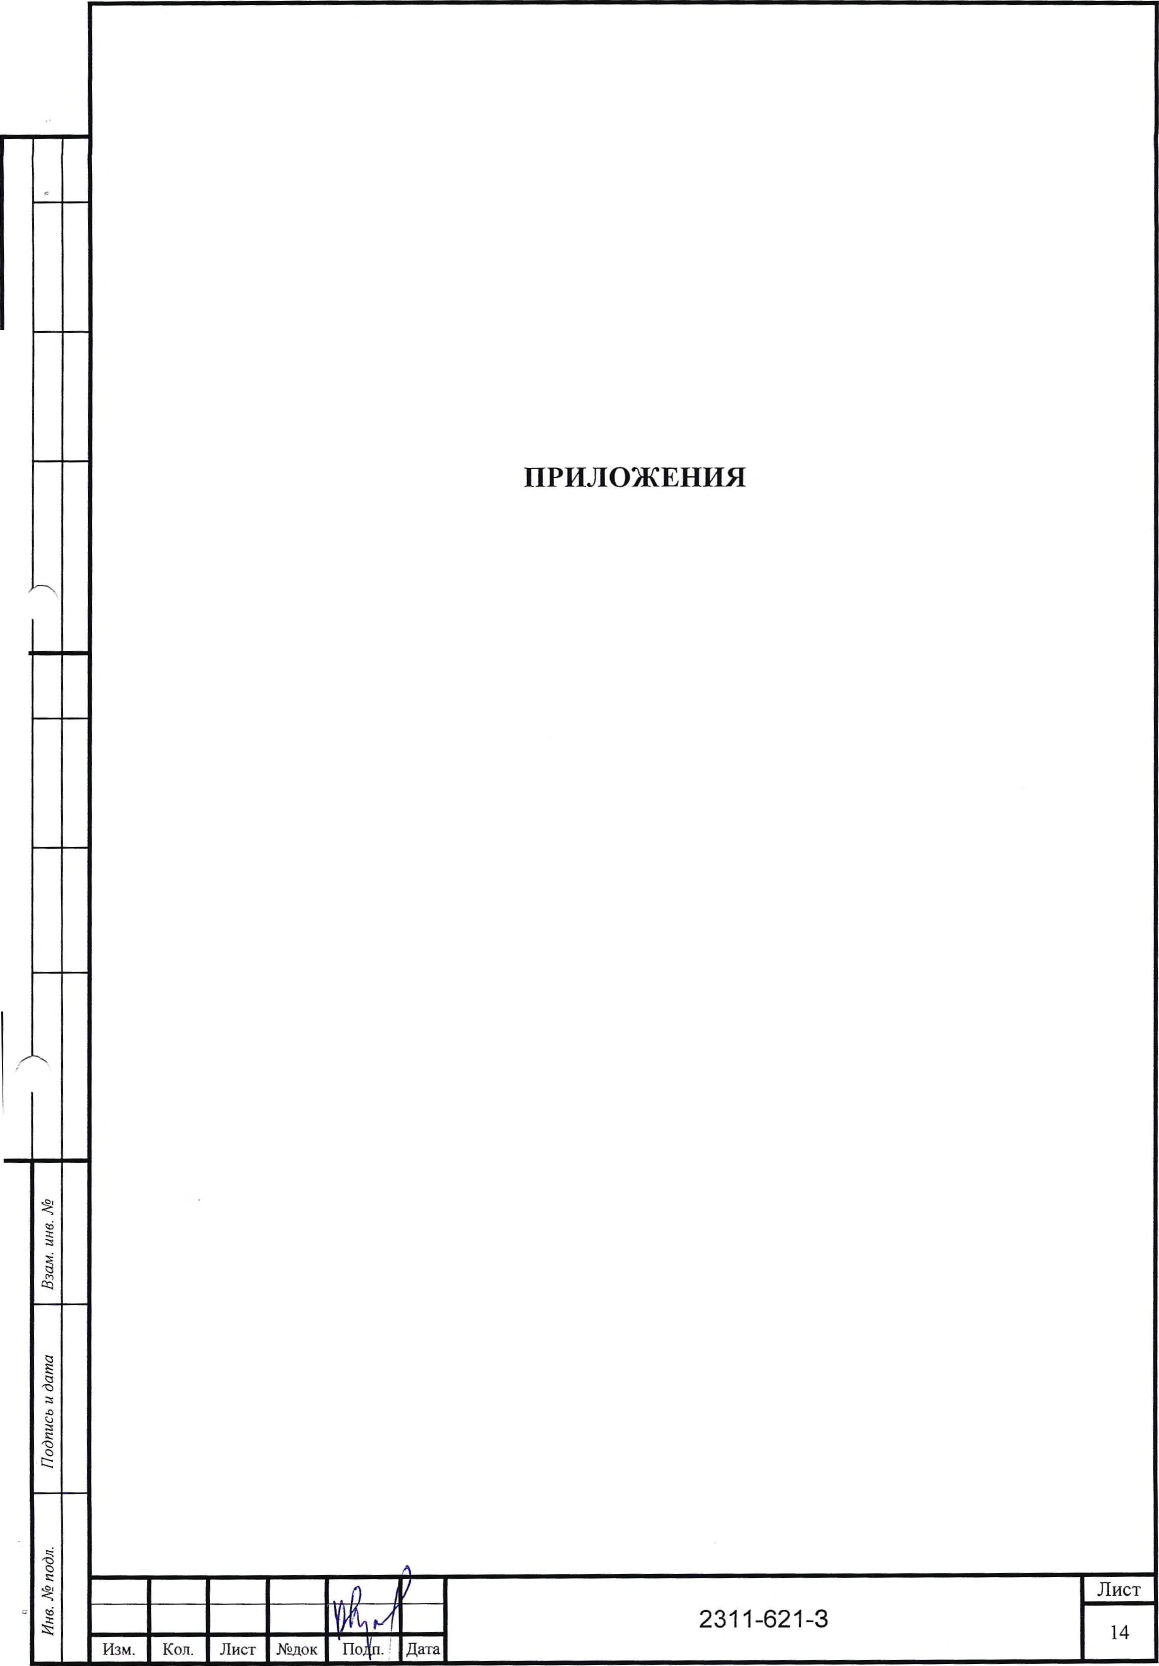 ПРИЛОЖЕНИЯ
Взам. инв. №
Подпись и дата
Инв. № подл.
Изм. Кол. Лист №док Подп. Дата
2311-621-3
Лист
14